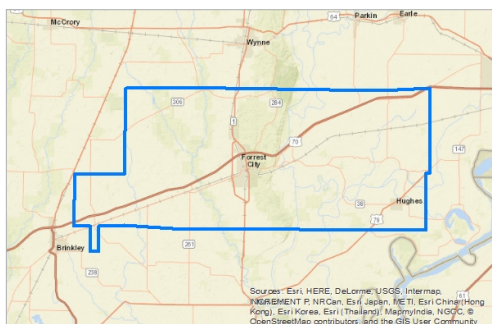 McCrory
Parkin
Earle
Wynne
306
284
1
70
147
Forrest
City
38
Hughes
79
Brinkley
261
238
61
Sources: Esri, HERE, DeLorme, USGS, Intermap,
INCREMENT P, NRCan, Esri Japan, METI, Esri China (Hong
Kong), Esri Korea, Esri (Thailand), MapmyIndia, NGCC, ©
OpenStreetMap contributors, and the GIS User Community